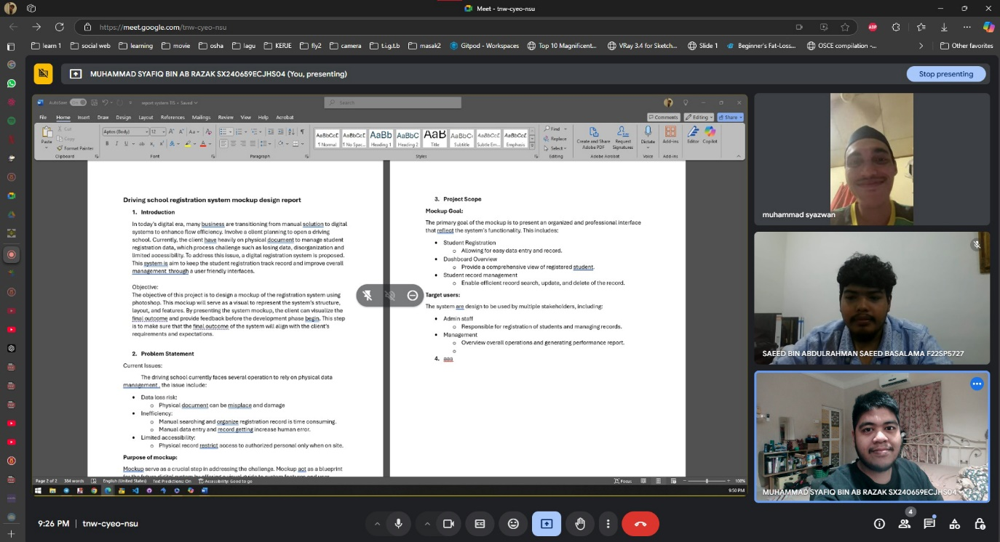 Meet - tnw-cyeo-nsu
https://meet.google.com/tnw-cyeo-nsu
ABP
learn 1
social web
learning
movie
osha
lagu
KERJE
fly2
camera
t.i.g.t.b
masak2
Gitpod - Workspaces
Top 10 Magnificent...
VRay 3.4 for Sketch...
Slide 1
Beginner's Fat-Loss...
OSCE compilation -...
Other favorites
MUHAMMAD SYAFIQ BIN AB RAZAK SX240659ECJHS04 (You, presenting)
Stop presenting
AutoSave
report system 115 • Saved
Search
File Home Insert Draw Design Layout References Mailings Review View Help Acrobat
Comments
Editing
Share
Paste
Cut
Copy
Format Painter
Clipboard
Aptos (Body)
12
Font
Paragraph
AaBbCcI
¶ Normal
AaBbCcI
¶ No Spac...
AaBb
Heading 1
AaBbC
Heading 2
AaB
Title
AaBbC
Subtitle
AaBbCcI
Subtle Em...
AaBbCcI
Emphasis
Styles
Find
Replace
Select
Editing
Create and Share
Adobe PDF
Request
Signatures
Adobe Acrobat
Dictate
Voice
Add-ins
Add-ins
Editor
Copilot
Driving school registration system mockup design report
1. Introduction
In today's digital era, many business are transitioning from manual solution to digital
systems to enhance flow efficiency. Involve a client planning to open a driving
school. Currently, the client have heavily on physical document to manage student
registration data, which process challenge such as losing data, disorganization and
limited accessibility. To address this issue, a digital registration system is proposed.
This system is aim to keep the student registration track record and improve overall
management through a user friendly interfaces.
Objective:
The objective of this project is to design a mockup of the registration system using
photoshop. This mockup will serve as a visual to represent the system's structure,
layout, and features. By presenting the system mockup, the client can visualize the
final outcome and provide feedback before the development phase begin. This step
is to make sure that the final outcome of the system will align with the client's
requirements and expectations.
2. Problem Statement
Current Issues:
The driving school currently faces several operation to rely on physical data
management , the issue include:
• Data loss risk:
o Physical document can be misplace and damage
• Inefficiency:
o Manual searching and organize registration record is time consuming.
o Manual data entry and record getting increase human error.
• Limited accessibility:
o Physical record restrict access to authorized personal only when on site.
Purpose of mockup:
Mockup serve as a crucial step in addressing the challenge. Mockup act as a blueprint
3. Project Scope
Mockup Goal:
The primary goal of the mockup is to present an organized and professional interface
that reflect the system's functionality. This includes:
• Student Registration
o Allowing for easy data entry and record.
• Dashboard Overview
o Provide a comprehensive view of registered student.
• Student record management
o Enable efficient record search, update, and delete of the record.
Target users:
The system are design to be used by multiple stakeholders, including:
• Admin staff
o Responsible for registration of students and managing records.
• Management
o Overview overall operations and generating performance report.
o
4. aaa
Page 2 of 2
384 words
English (United States)
Text Predictions: On
Accessibility: Good to go
Focus
100%
9:50 PM
muhammad syazwan
SAEED BIN ABDULRAHMAN SAEED BASALAMA F22SP5727
MUHAMMAD SYAFIQ BIN AB RAZAK SX240659ECJHS04
9:26 PM | tnw-cyeo-nsu
4